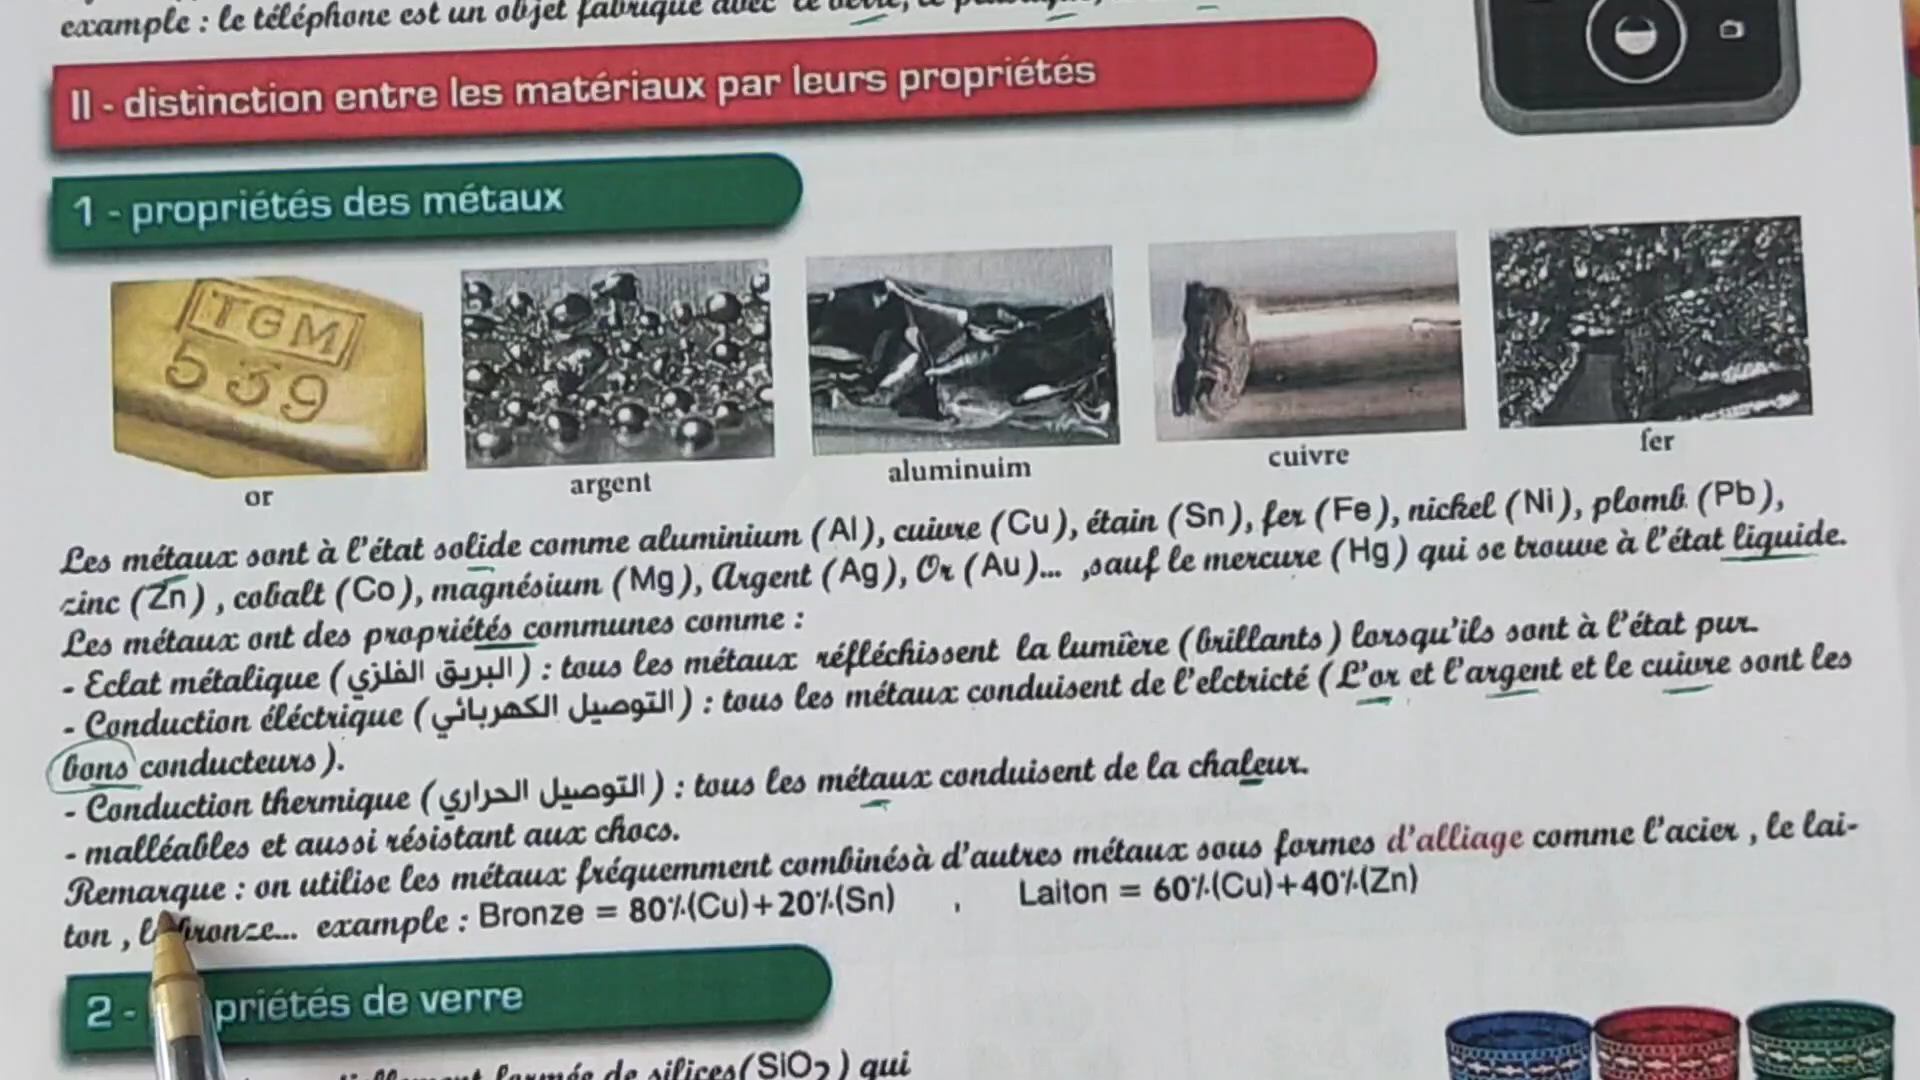 example : le téléphone est un objet fabriqué avec le verre,
II - distinction entre les matériaux par leurs propriétés
1 - propriétés des métaux
TGM
539
or
argent
aluminuim
cuivre
fer
Les métaux sont à l'état solide comme aluminium (Al), cuivre (Cu), étain (Sn), fer (Fe), nickel (Ni), plomb (Pb),
zinc (Zn) , cobalt (Co), magnésium (Mg), Argent (Ag), Or (Au)... ,sauf le mercure (Hg) qui se trouve à l'état liquide.
Les métaux ont des propriétés communes comme :
- Eclat métalique (البريق الفلزي) : tous les métaux réfléchissent la lumière (brillants) lorsqu'ils sont à l'état pur.
- Conduction éléctrique (التوصيل الكهربائي) : tous les métaux conduisent de l'elctricté (L'or et l'argent et le cuivre sont les
bons conducteurs).
- Conduction thermique (التوصيل الحراري) : tous les métaux conduisent de la chaleur.
- malléables et aussi résistant aux chocs.
Remarque : on utilise les métaux fréquemment combinésà d'autres métaux sous formes d'alliage comme l'acier , le lai-
ton , bronze... example : Bronze = 80%(Cu)+20%(Sn) , Laiton = 60%(Cu)+40%(Zn)
2 - priétés de verre
formée de silices(SiO₂) qui